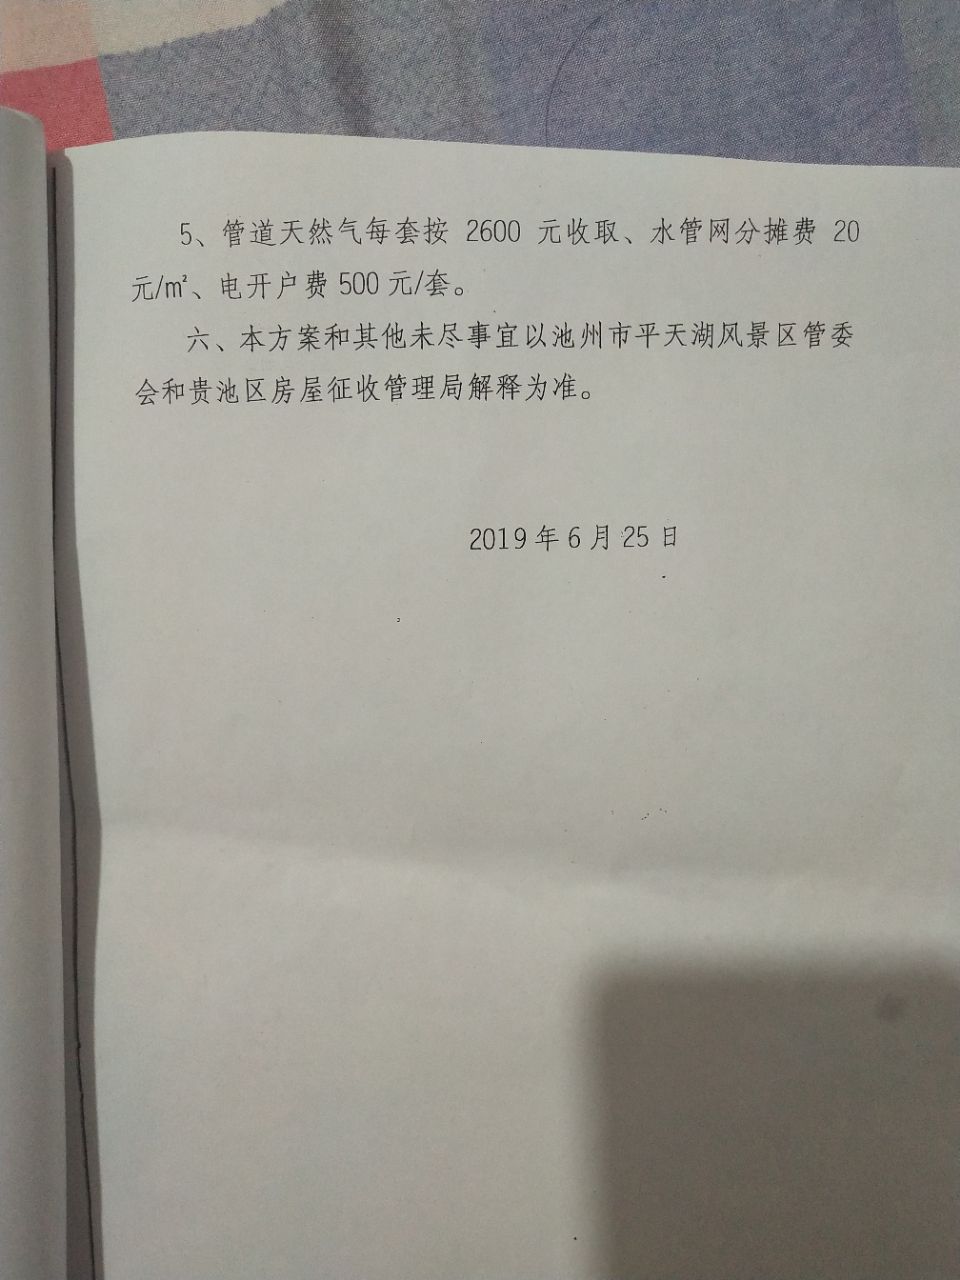 5、管道天然气每套按 2600 元收取、水管网分摊费 20
元/㎡、电开户费 500 元/套。
六、本方案和其他未尽事宜以池州市平天湖风景区管委
会和贵池区房屋征收管理局解释为准。
2019 年 6 月 25 日